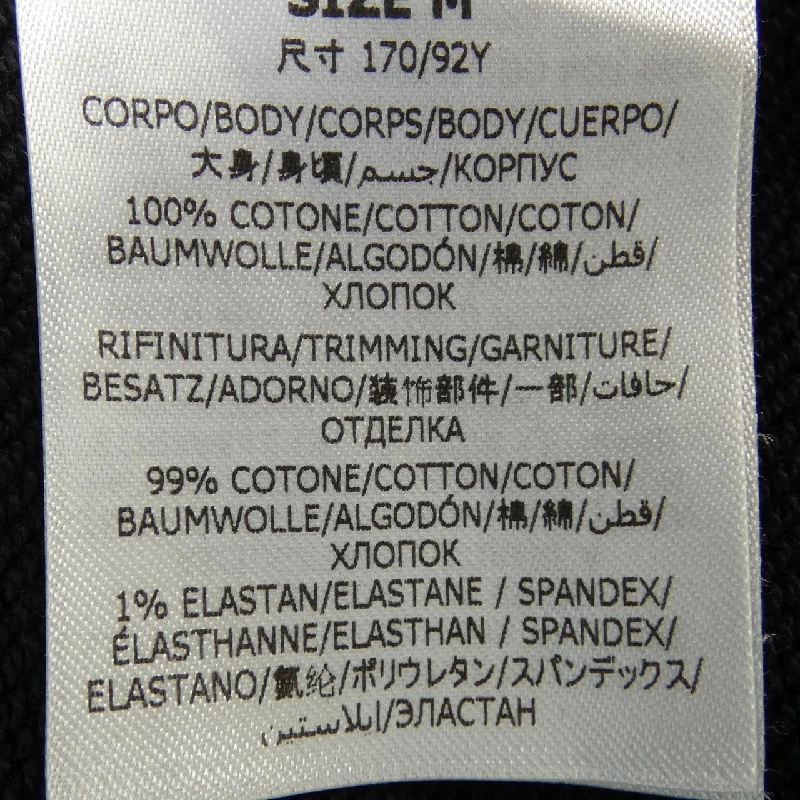 SIZE M
尺寸 170/92Y
CORPO/BODY/CORPS/BODY/CUERPO/
大身/身頃/جسم/КОРПУС
100% COTONE/COTTON/COTON/
BAUMWOLLE/ALGODÓN/棉/綿/قطن/
ХЛОПОК
RIFINITURA/TRIMMING/GARNITURE/
BESATZ/ADORNO/装饰部件/一部/حافات/
ОТДЕЛКА
99% COTONE/COTTON/COTON/
BAUMWOLLE/ALGODÓN/棉/綿/قطن/
ХЛОПОК
1% ELASTAN/ELASTANE / SPANDEX/
ÉLASTHANNE/ELASTHAN / SPANDEX/
ELASTANO/氨纶/ポリウレタン/スパンデックス/
ايلاستين/ЭЛАСТАН